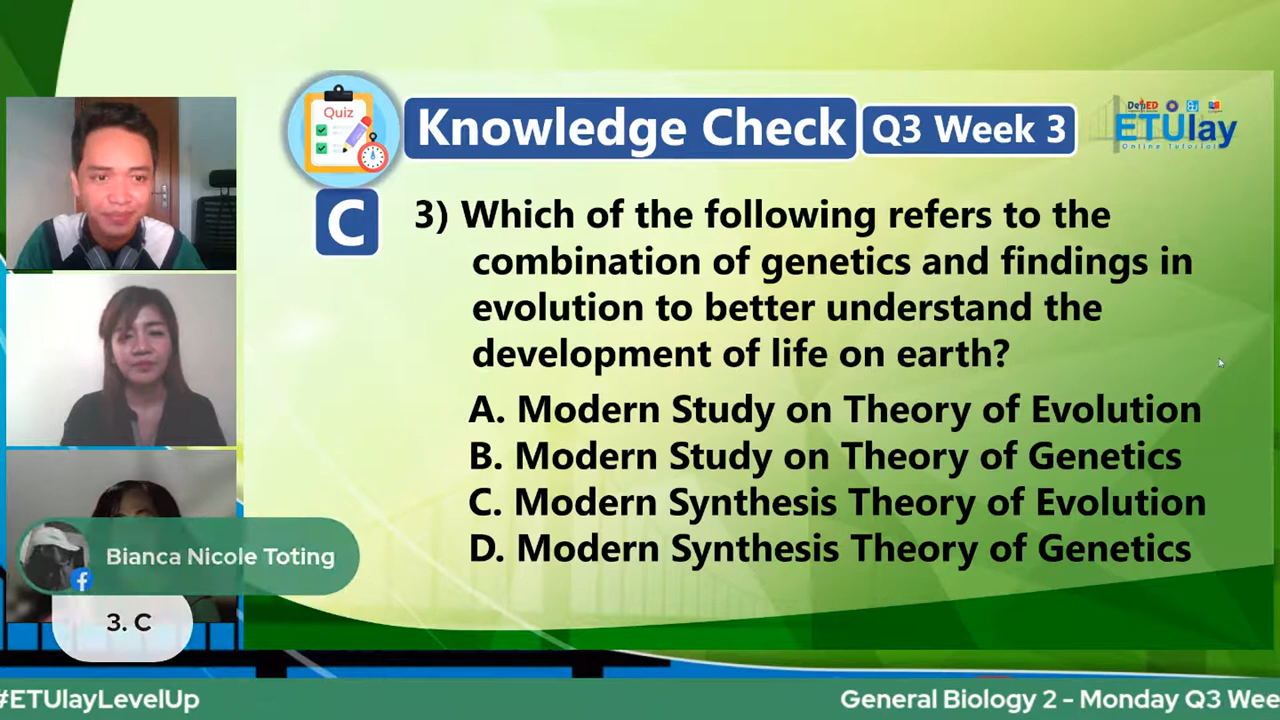 Quiz
Knowledge Check
Q3 Week 3
DepED
ETUlay
Online Tutorial
C
3) Which of the following refers to the
combination of genetics and findings in
evolution to better understand the
development of life on earth?
A. Modern Study on Theory of Evolution
B. Modern Study on Theory of Genetics
C. Modern Synthesis Theory of Evolution
D. Modern Synthesis Theory of Genetics
Bianca Nicole Toting
3. C
#ETUlayLevelUp
General Biology 2 - Monday Q3 Wee